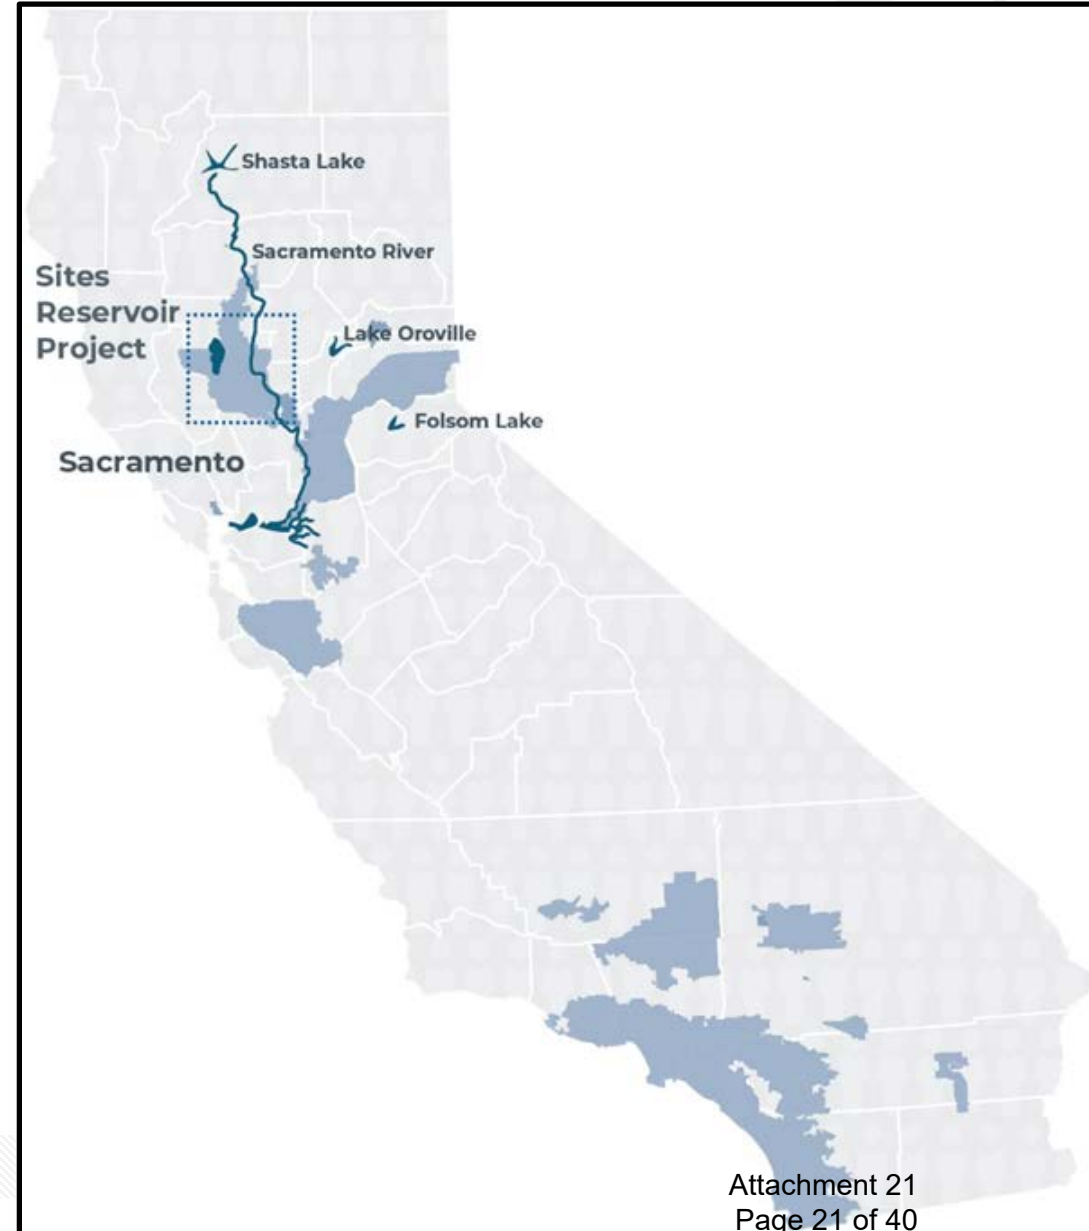 Shasta Lake
Sacramento River
Sites
Reservoir
Project
Lake Oroville
Folsom Lake
Sacramento
Attachment 21
Page 21 of 40